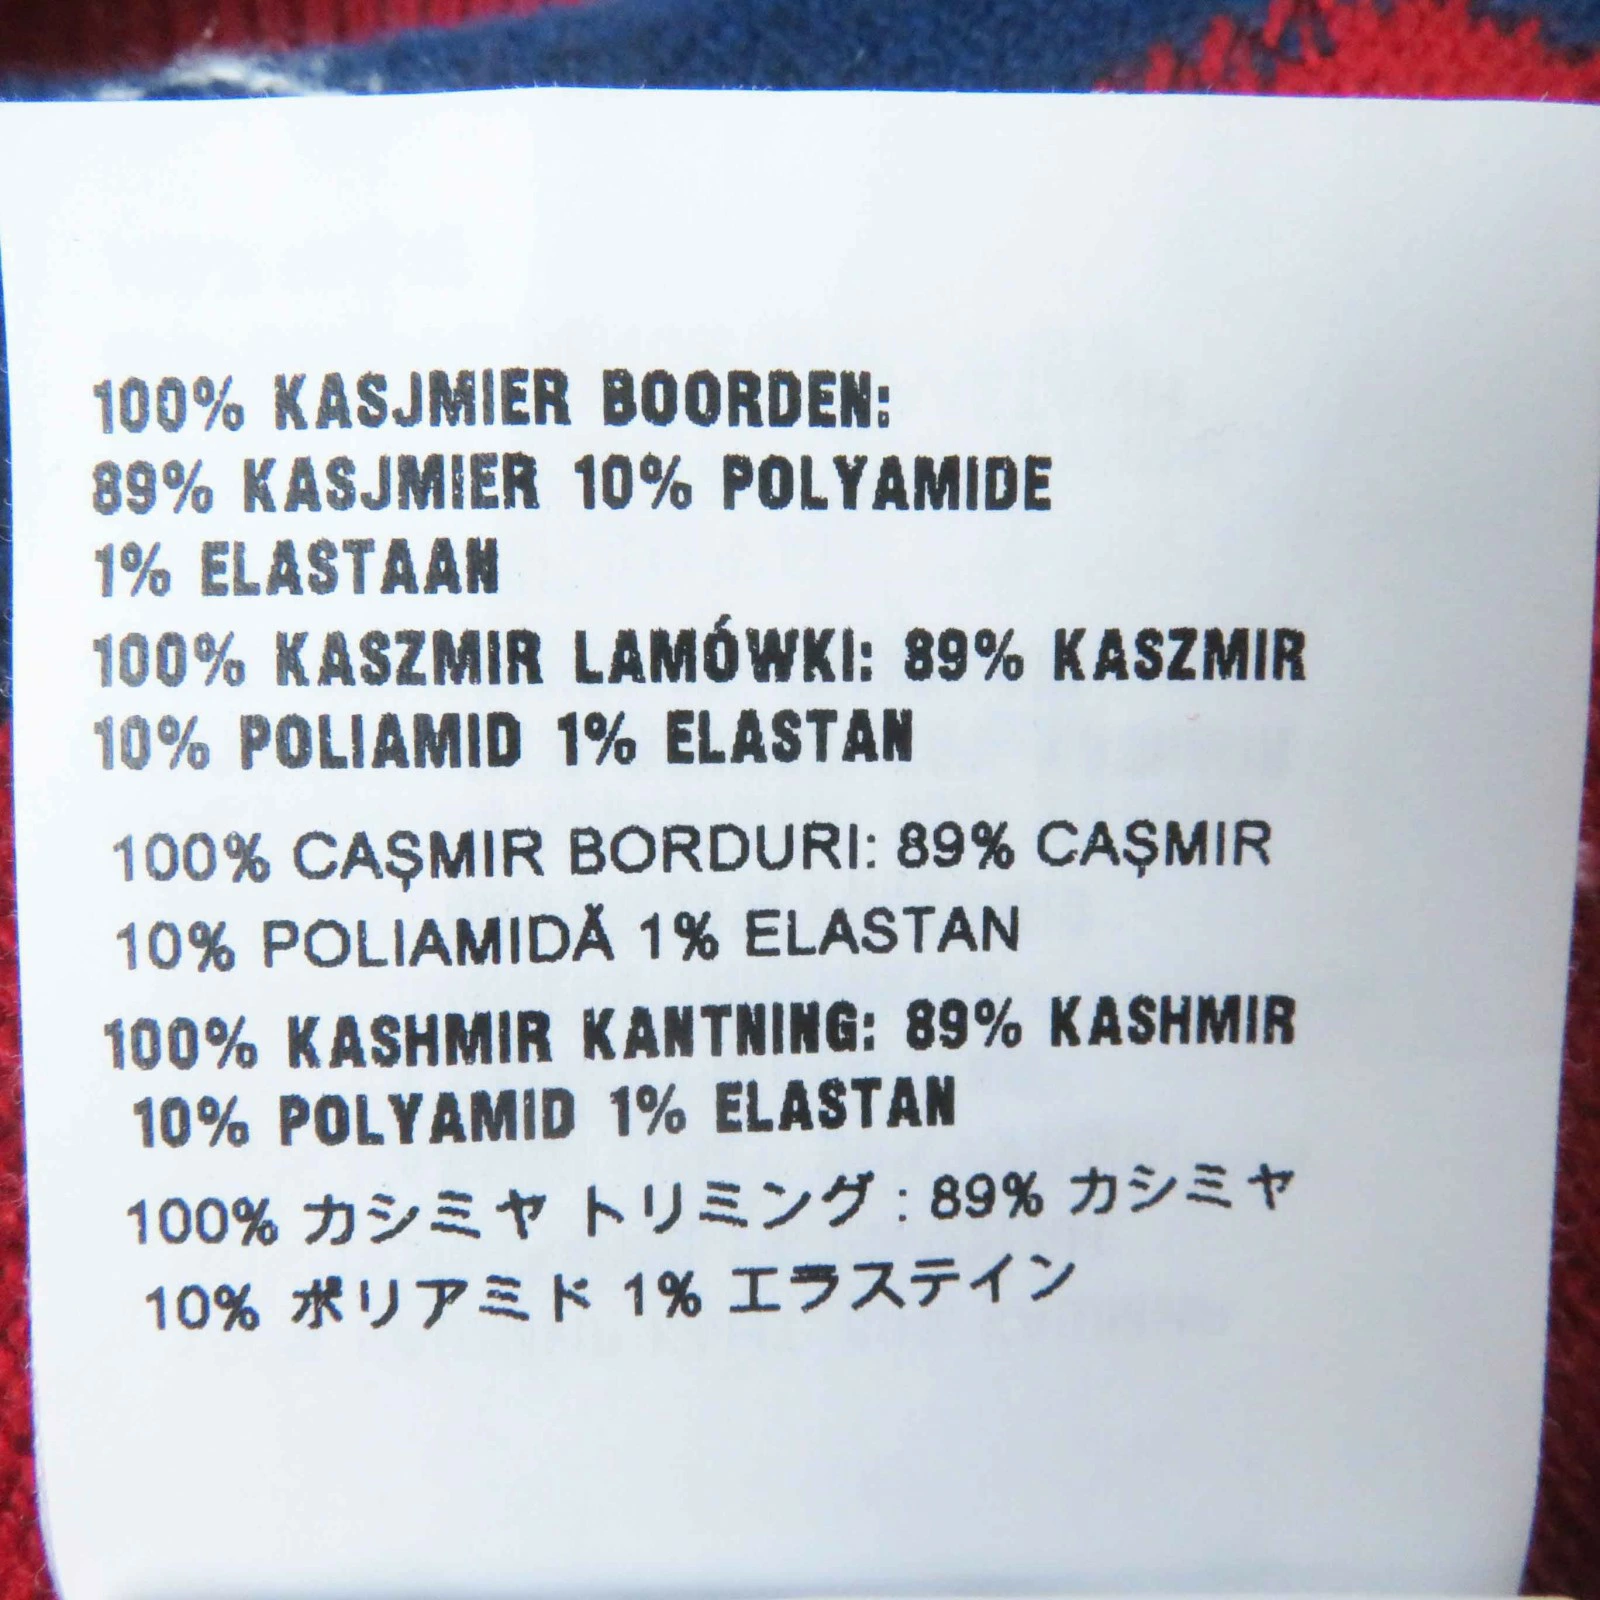 100% KASJMIER BOORDEN:
89% KASJMIER 10% POLYAMIDE
1% ELASTAAN
100% KASZMIR LAMÓWKI: 89% KASZMIR
10% POLIAMID 1% ELASTAN
100% CAŞMIR BORDURI: 89% CAŞMIR
10% POLIAMIDĂ 1% ELASTAN
100% KASHMIR KANTNING: 89% KASHMIR
10% POLYAMID 1% ELASTAN
100% カシミヤ トリミング : 89% カシミヤ
10% ポリアミド 1% エラステイン